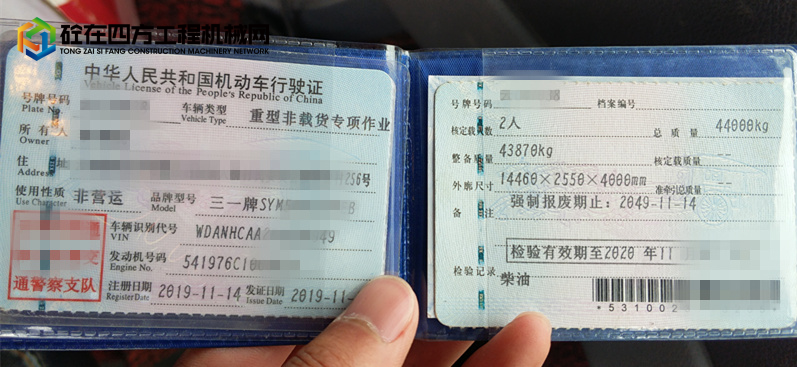 砼在四方工程机械网
TONG ZAI SI FANG CONSTRUCTION MACHINERY NETWORK
中华人民共和国机动车行驶证
Vehicle License of the People's Republic of China
号牌号码
Plate No.
车辆类型 重型非载货专项作业
Vehicle Type
所有人
Owner
住址 256号
Address
使用性质 非营运 品牌型号 三一牌SYM
Use Character Model
车辆识别代号 WDANHCAA 49
VIN
发动机号码 541976C10
Engine No.
通警察支队
注册日期 2019-11-14 发证日期 2019-11
Register Date Issue Date
号牌号码 档案编号
核定载人数 2人 总质量 44000kg
整备质量 43870kg 核定载质量 --
外廓尺寸 14460×2550×4000mm 准牵引总质量 --
备注 强制报废期止:2049-11-14
检验有效期至2020 年11
检验记录
柴油
*531002